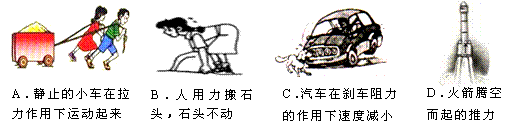 A.静止的小车在拉
力作用下运动起来
B.人用力搬石
头，石头不动
C.汽车在刹车阻力
的作用下速度减小
D.火箭腾空
而起的推力